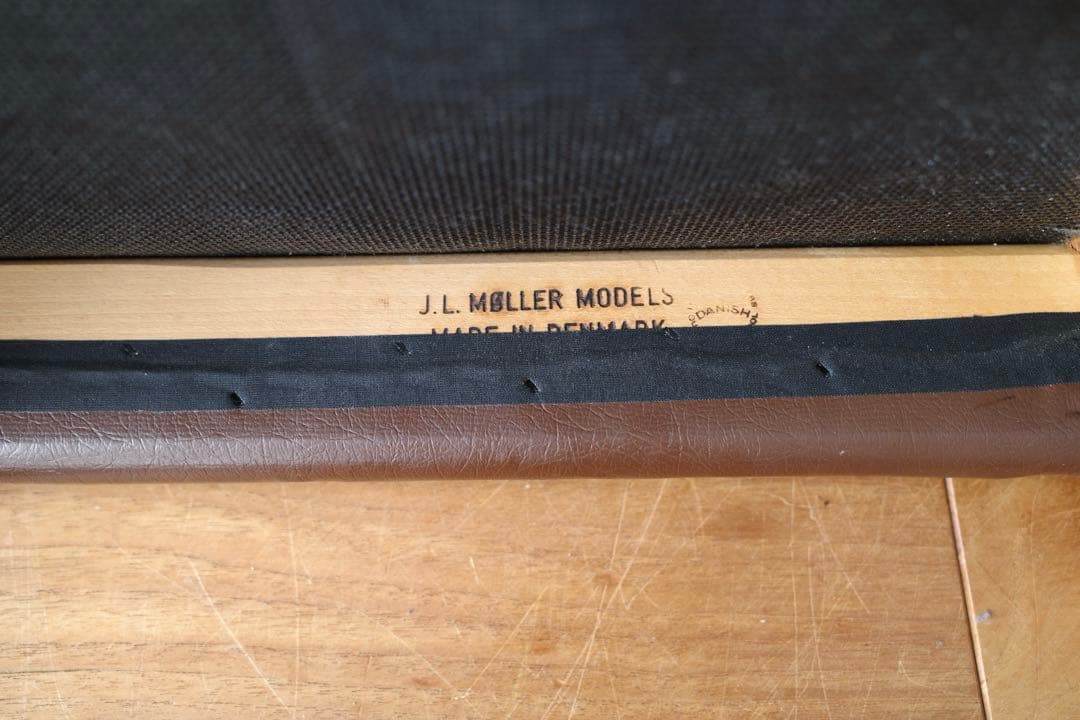 J.L. MØLLER MODELS
MADE IN DENMARK
DANISH